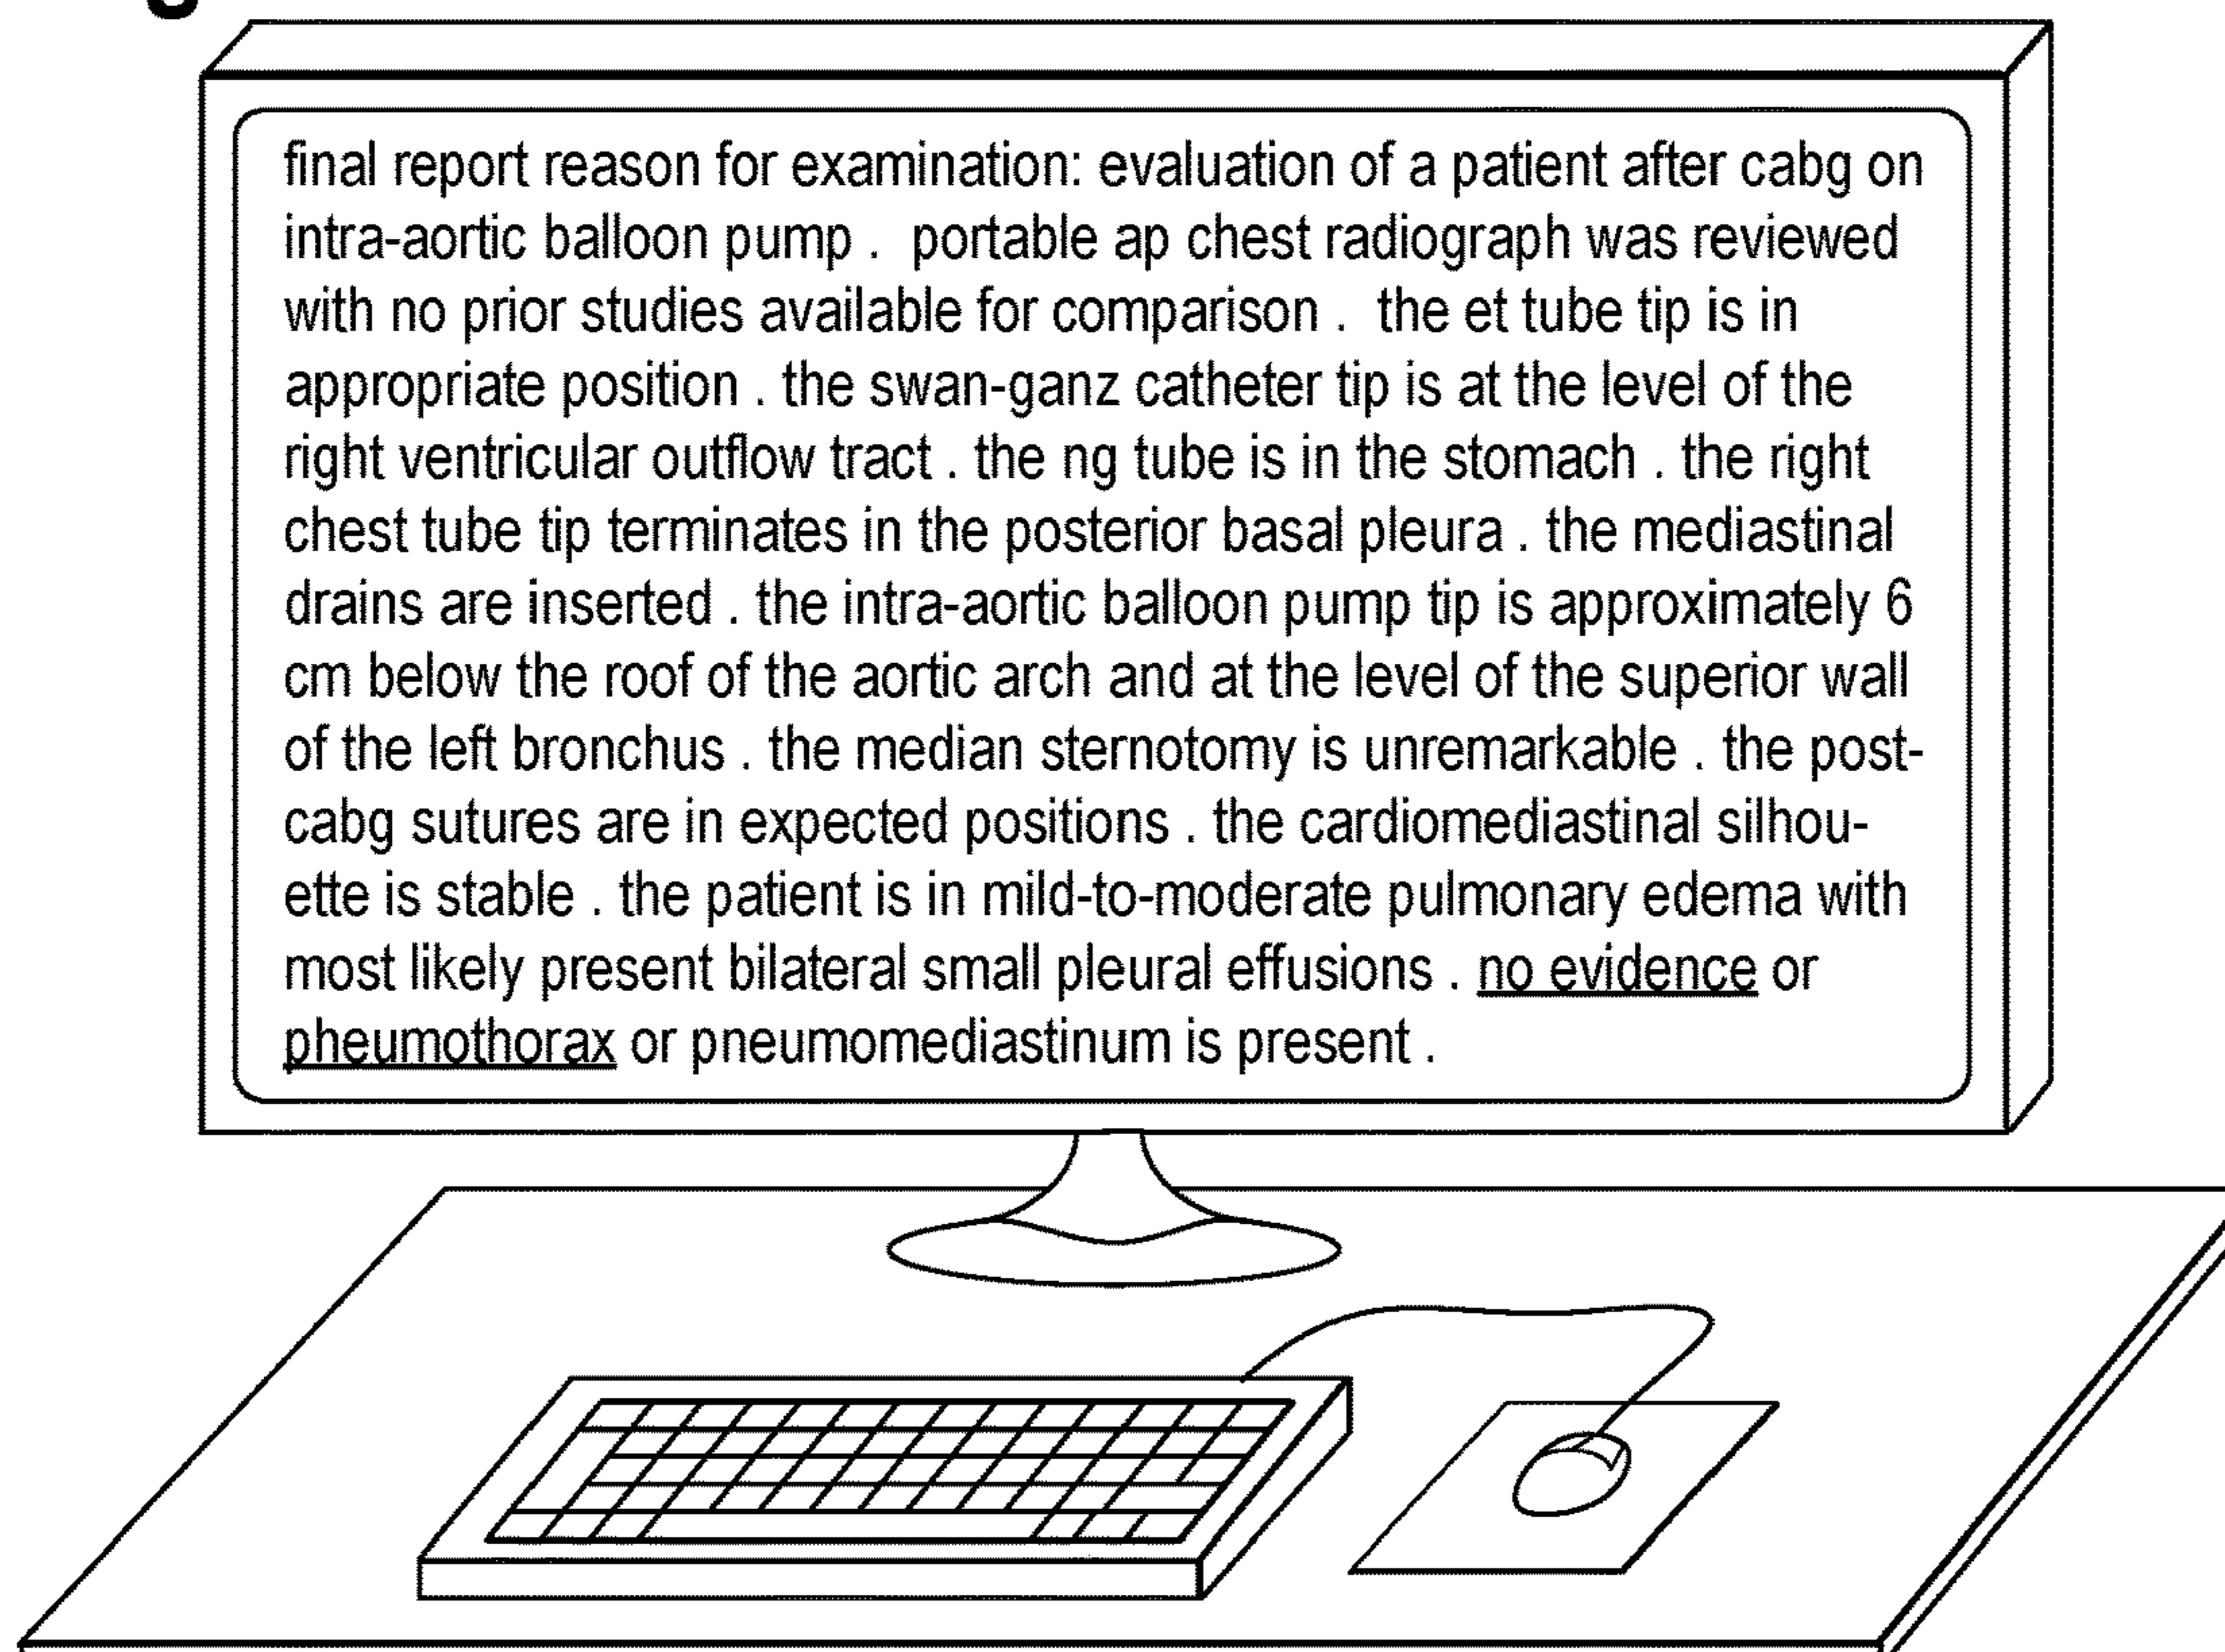 final report reason for examination: evaluation of a patient after cabg on
intra-aortic balloon pump .  portable ap chest radiograph was reviewed
with no prior studies available for comparison .  the et tube tip is in
appropriate position . the swan-ganz catheter tip is at the level of the
right ventricular outflow tract . the ng tube is in the stomach . the right
chest tube tip terminates in the posterior basal pleura . the mediastinal
drains are inserted . the intra-aortic balloon pump tip is approximately 6
cm below the roof of the aortic arch and at the level of the superior wall
of the left bronchus . the median sternotomy is unremarkable . the post-
cabg sutures are in expected positions . the cardiomediastinal silhou-
ette is stable . the patient is in mild-to-moderate pulmonary edema with
most likely present bilateral small pleural effusions . no evidence or
pheumothorax or pneumomediastinum is present .